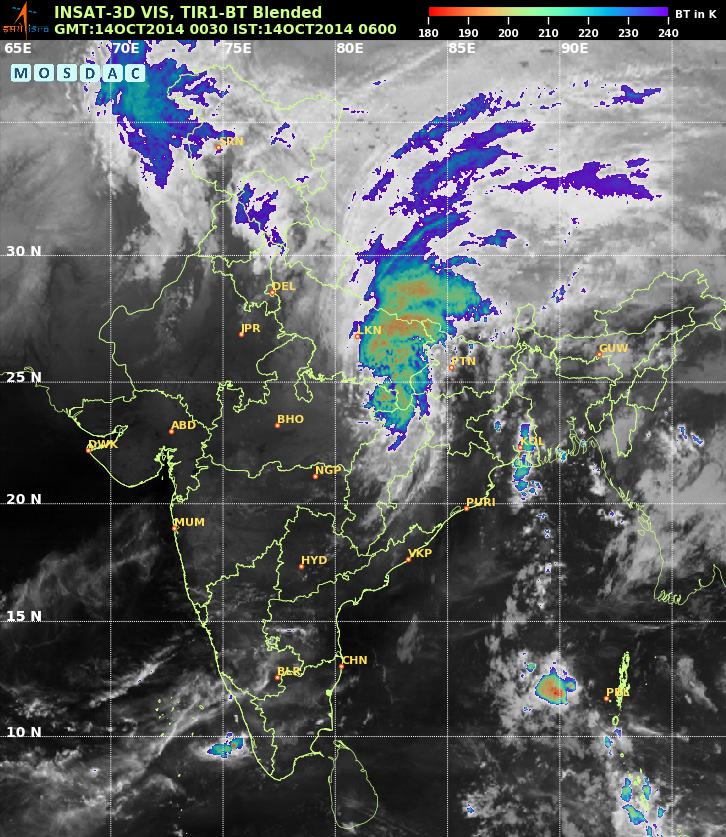 INSAT-3D VIS, TIR1-BT Blended
GMT:14OCT2014 0030 IST:14OCT2014 0600
BT in K
180 190 200 210 220 230 240
65E 70E 75E 80E 85E 90E
M O S D A C
SRN
30 N
DEL
JPR
LKN
GUW
PTN
25 N
BHO
ABD
DWK
KOL
NGP
20 N
PURI
MUM
VKP
HYD
15 N
CHN
BLR
10 N